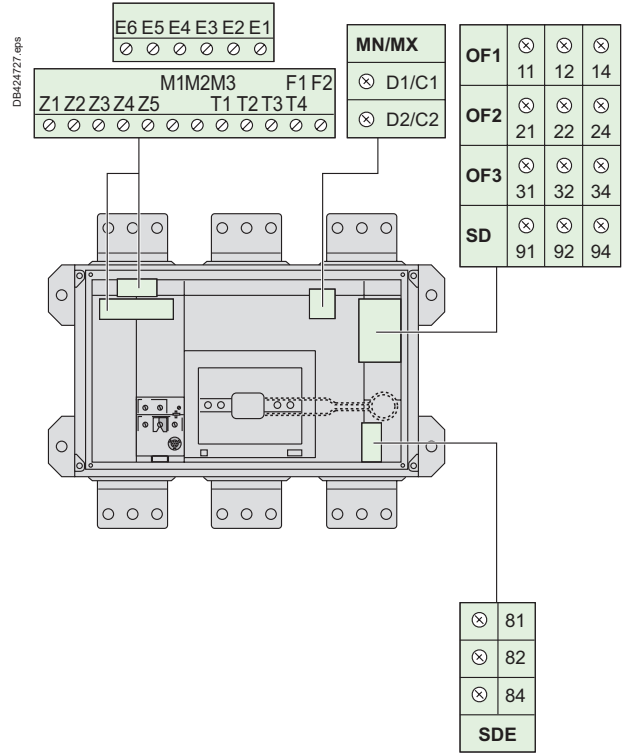 DB424727.eps
E6 E5 E4 E3 E2 E1
M1M2M3 F1 F2
Z1 Z2 Z3 Z4 Z5 T1 T2 T3 T4
MN/MX
D1/C1
D2/C2
OF1 11 12 14
OF2 21 22 24
OF3 31 32 34
SD 91 92 94
81
82
84
SDE